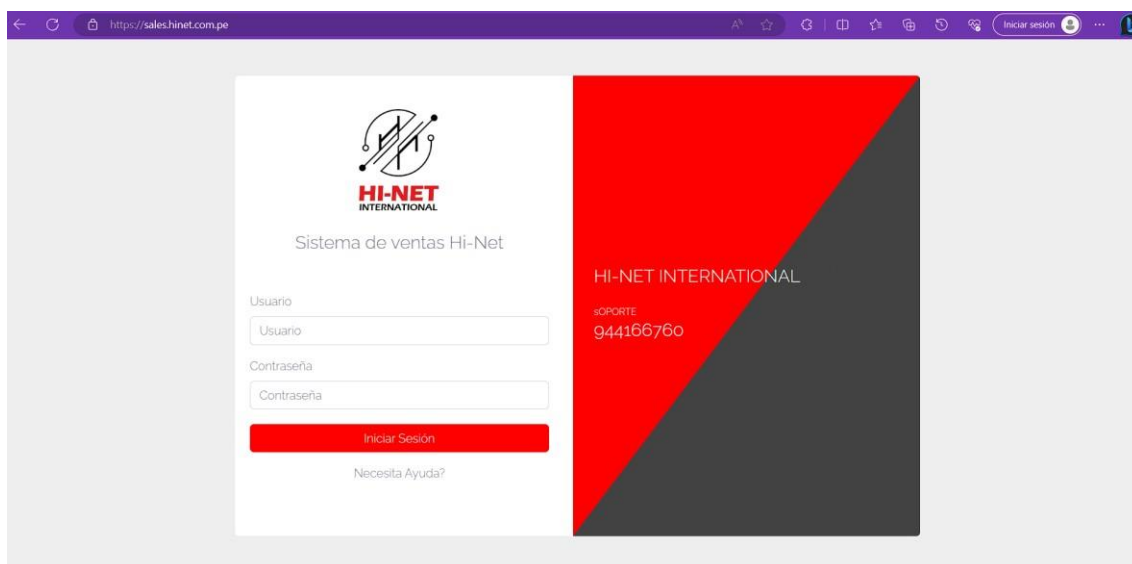 https://sales.hinet.com.pe
Iniciar sesión
HI-NET
INTERNATIONAL
Sistema de ventas Hi-Net
Usuario
Usuario
Contraseña
Contraseña
Iniciar Sesión
Necesita Ayuda?
HI-NET INTERNATIONAL
sOPORTE
944166760